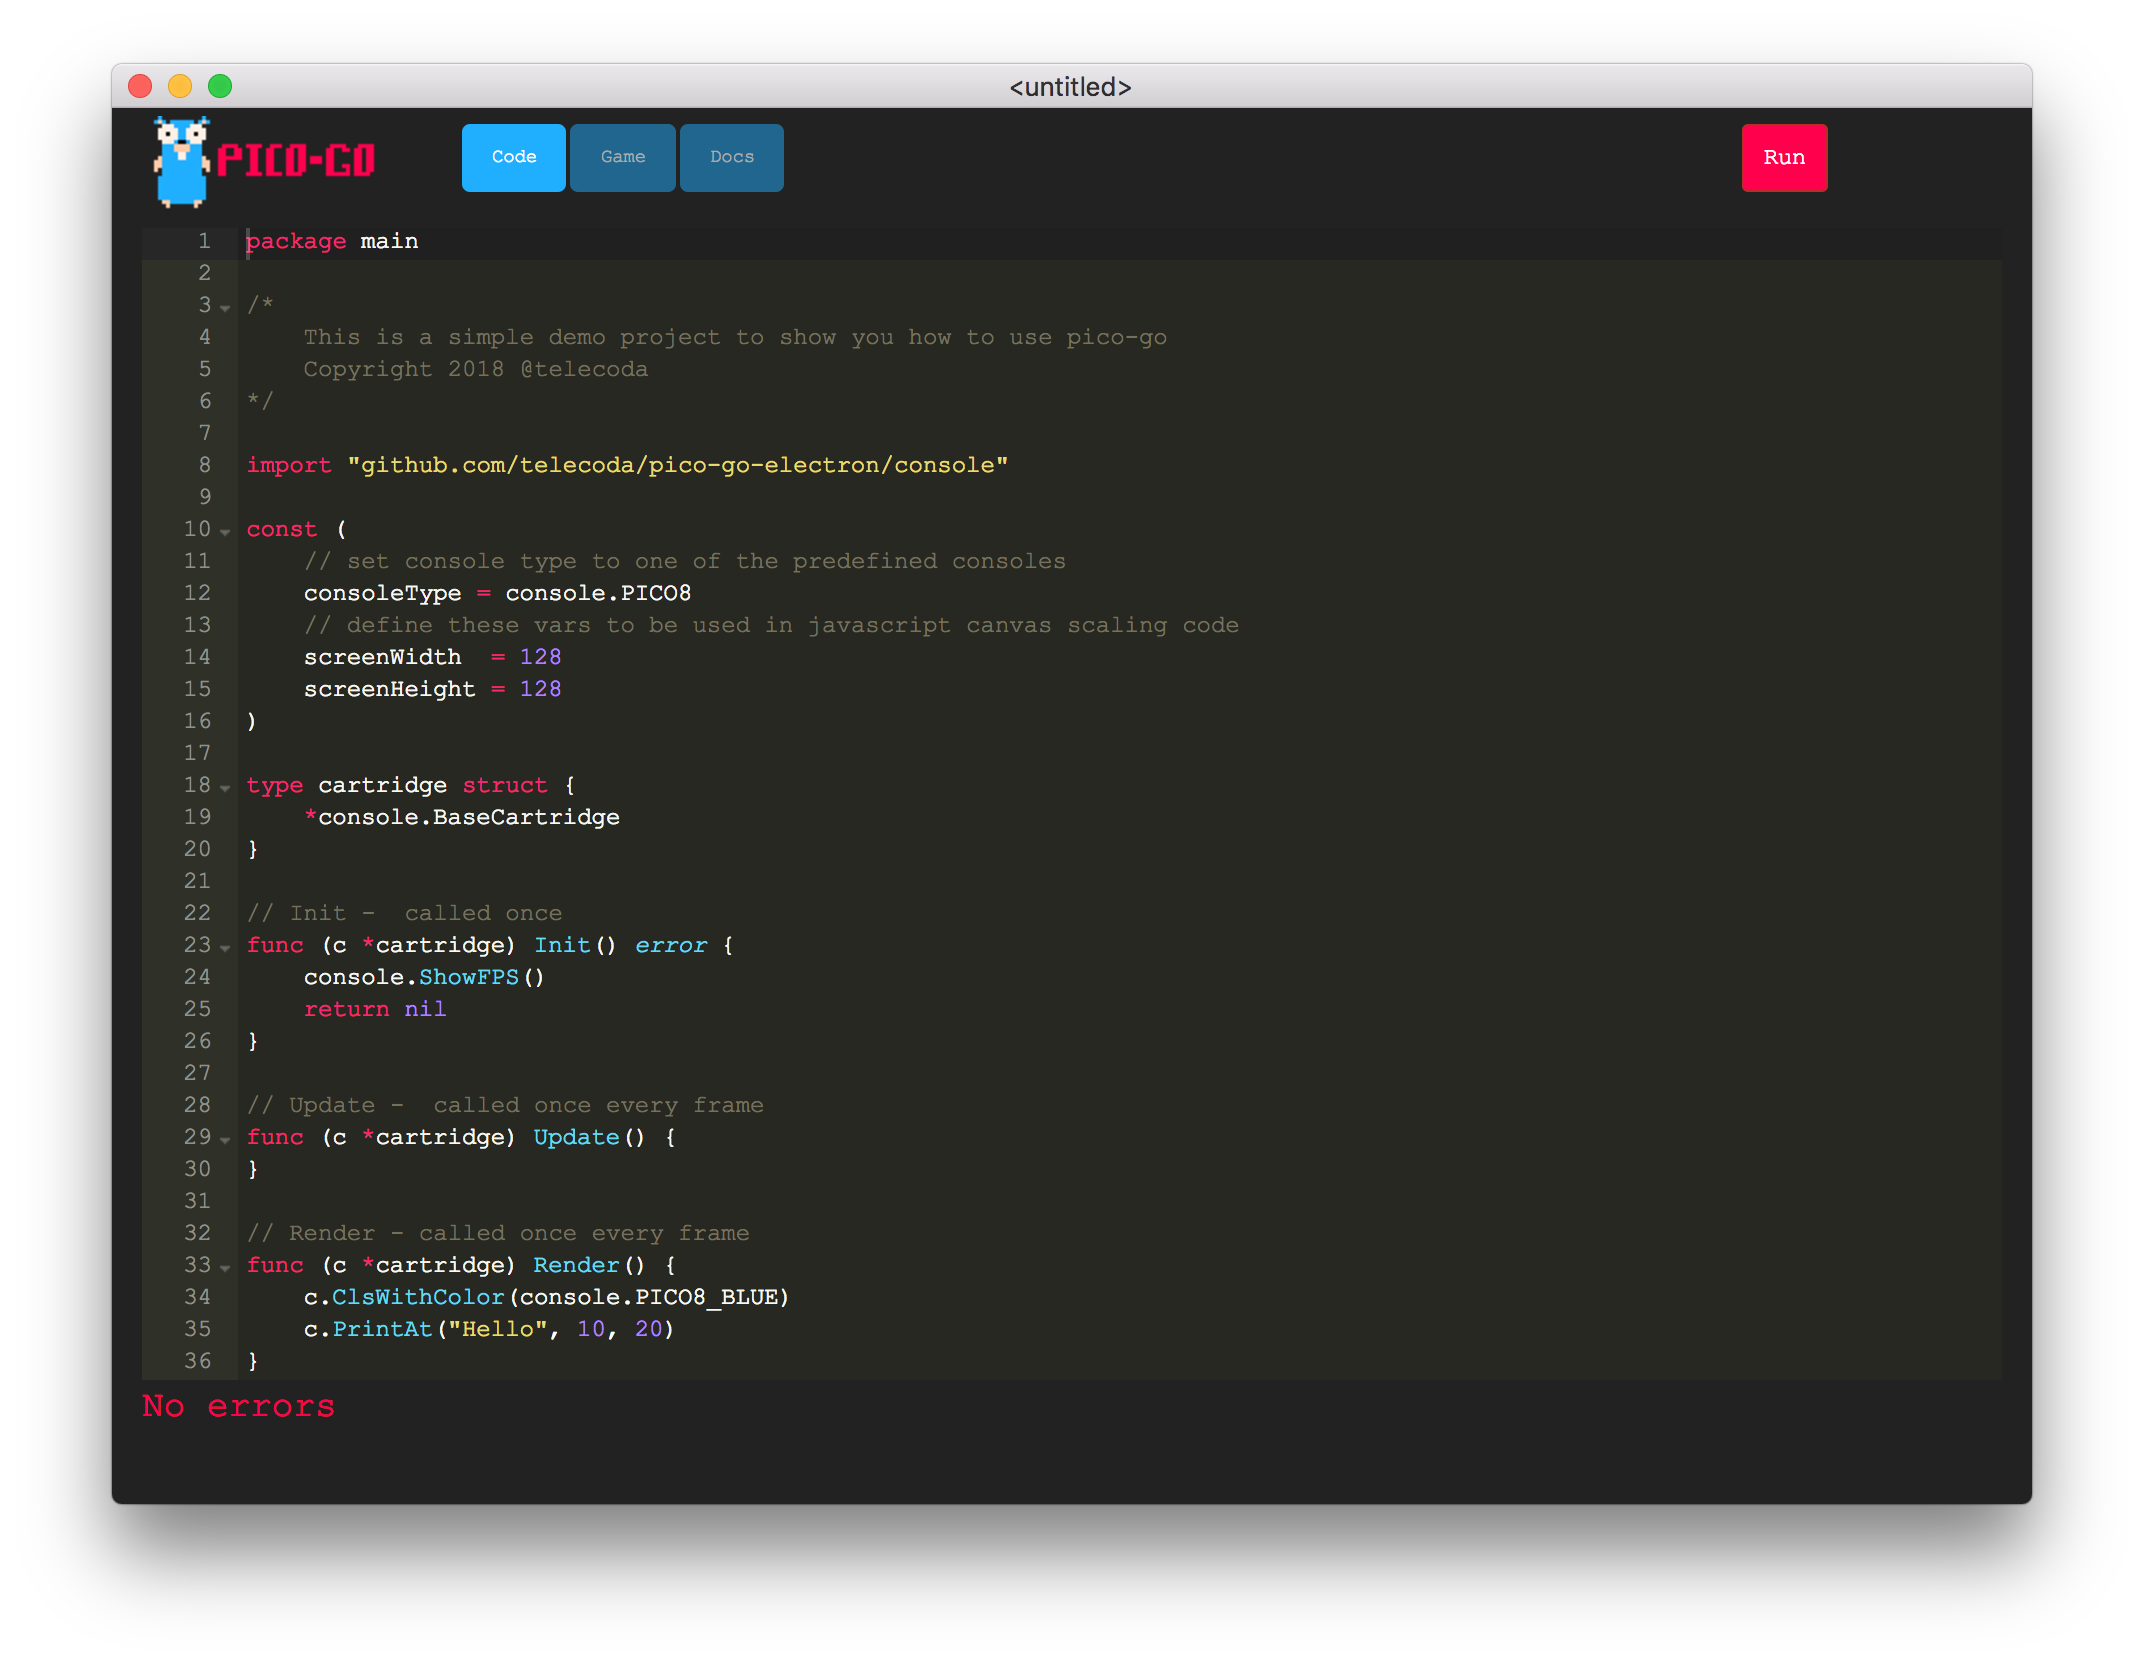 <untitled>
PICO-GO
Code Game Docs Run
1 package main
2
3 /*
4     This is a simple demo project to show you how to use pico-go
5     Copyright 2018 @telecoda
6 */
7
8 import "github.com/telecoda/pico-go-electron/console"
9
10 const (
11     // set console type to one of the predefined consoles
12     consoleType = console.PICO8
13     // define these vars to be used in javascript canvas scaling code
14     screenWidth  = 128
15     screenHeight = 128
16 )
17
18 type cartridge struct {
19     *console.BaseCartridge
20 }
21
22 // Init -  called once
23 func (c *cartridge) Init() error {
24     console.ShowFPS()
25     return nil
26 }
27
28 // Update -  called once every frame
29 func (c *cartridge) Update() {
30 }
31
32 // Render - called once every frame
33 func (c *cartridge) Render() {
34     c.ClsWithColor(console.PICO8_BLUE)
35     c.PrintAt("Hello", 10, 20)
36 }
No errors